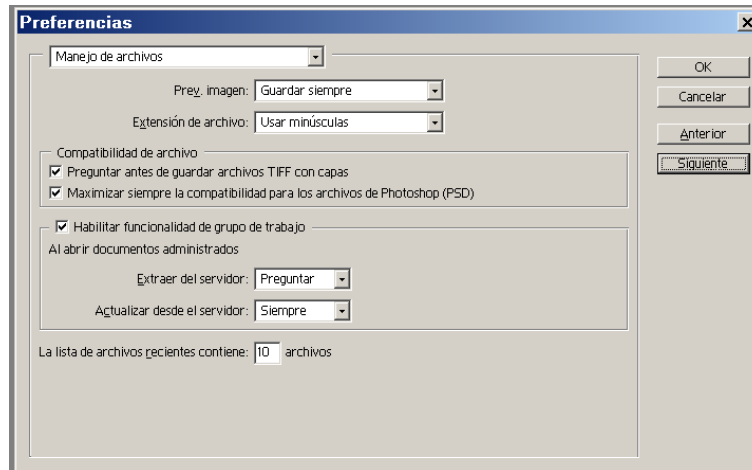 Preferencias
Manejo de archivos
OK
Prev. imagen: Guardar siempre
Cancelar
Extensión de archivo: Usar minúsculas
Anterior
Compatibilidad de archivo
Siguiente
Preguntar antes de guardar archivos TIFF con capas
Maximizar siempre la compatibilidad para los archivos de Photoshop (PSD)
Habilitar funcionalidad de grupo de trabajo
Al abrir documentos administrados
Extraer del servidor: Preguntar
Actualizar desde el servidor: Siempre
La lista de archivos recientes contiene: 10 archivos